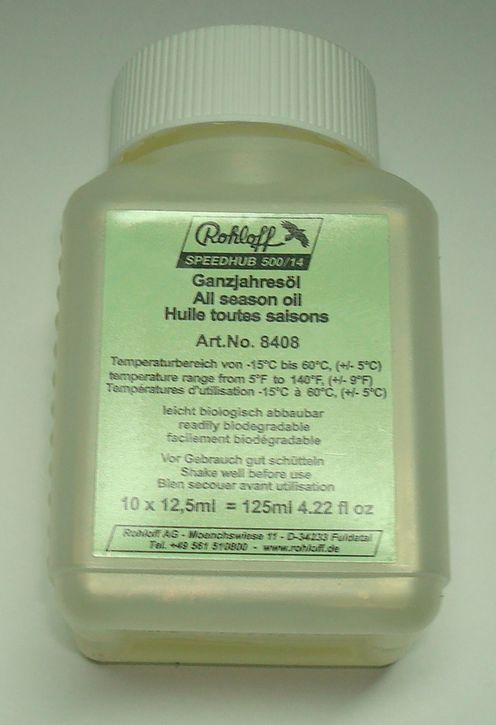 Rohloff
SPEEDHUB 500/14
Ganzjahresöl
All season oil
Huile toutes saisons
Art.No. 8408
Temperaturbereich von -15°C bis 60°C, (+/- 5°C)
temperature range from 5°F to 140°F, (+/- 9°F)
Températures d'utilisation -15°C à 60°C, (+/- 5°C)
leicht biologisch abbaubar
readily biodegradable
facilement biodégradable
Vor Gebrauch gut schütteln
Shake well before use
Bien secouer avant utilisation
10 x 12,5ml = 125ml 4.22 fl oz
Rohloff AG - Moenchswiese 11 - D-34233 Fuldatal
Tel. +49 561 510800 - www.rohloff.de